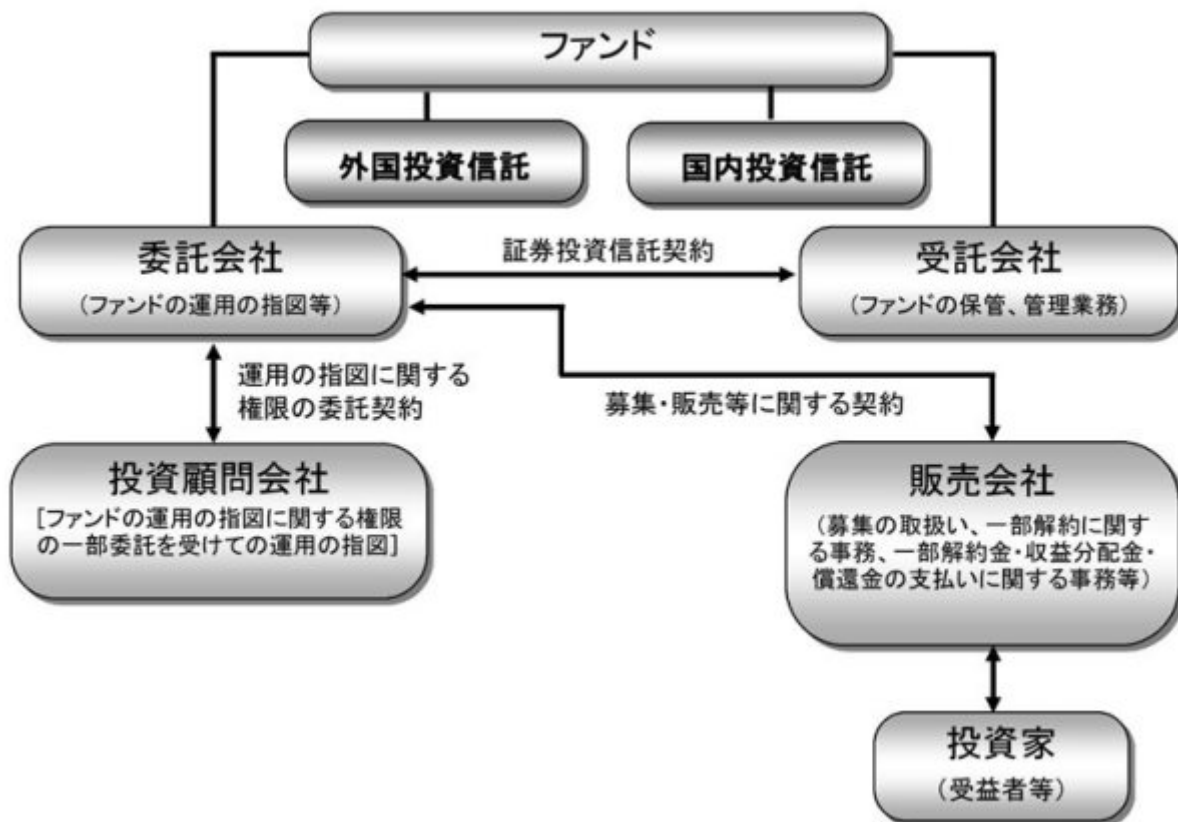 ファンド
外国投資信託
国内投資信託
委託会社
(ファンドの運用の指図等)
証券投資信託契約
受託会社
(ファンドの保管、管理業務)
運用の指図に関する
権限の委託契約
募集・販売等に関する契約
投資顧問会社
[ファンドの運用の指図に関する権限
の一部委託を受けての運用の指図]
販売会社
(募集の取扱い、一部解約に関す
る事務、一部解約金・収益分配金・
償還金の支払いに関する事務等)
投資家
(受益者等)